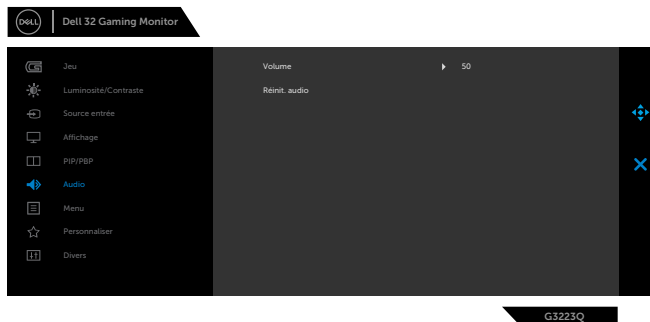 DELL
Dell 32 Gaming Monitor
Jeu
Volume 50
Luminosité/Contraste
Réinit. audio
Source entrée
Affichage
PIP/PBP
Audio
Menu
Personnaliser
Divers
G3223Q